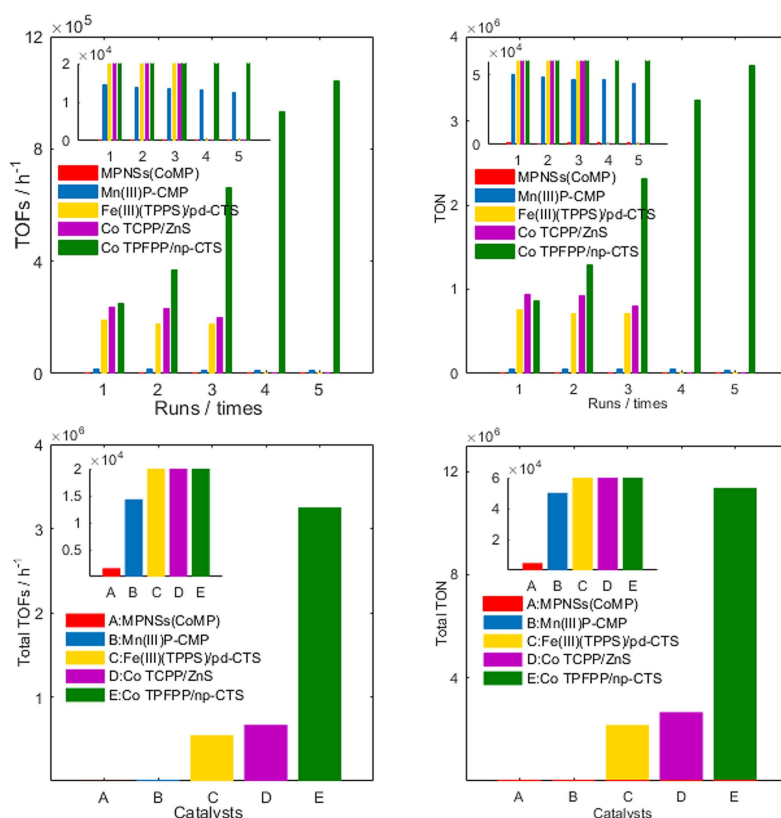 ×10⁵
12
8
4
0
TOFs / h⁻¹
×10⁴
2
1
0
1 2 3 4 5
MPNSs(CoMP)
Mn(III)P-CMP
Fe(III)(TPPS)/pd-CTS
Co TCPP/ZnS
Co TPFPP/np-CTS
1 2 3 4 5
Runs / times
×10⁶
4
3
2
1
0
TON
×10⁴
5
0
1 2 3 4 5
MPNSs(CoMP)
Mn(III)P-CMP
Fe(III)(TPPS)/pd-CTS
Co TCPP/ZnS
Co TPFPP/np-CTS
1 2 3 4 5
Runs / times
×10⁶
4
3
2
1
Total TOFs / h⁻¹
×10⁴
2
1.5
1
0.5
A B C D E
A:MPNSs(CoMP)
B:Mn(III)P-CMP
C:Fe(III)(TPPS)/pd-CTS
D:Co TCPP/ZnS
E:Co TPFPP/np-CTS
A B C D E
Catalysts
×10⁶
12
8
4
Total TON
×10⁴
6
4
2
A B C D E
A:MPNSs(CoMP)
B:Mn(III)P-CMP
C:Fe(III)(TPPS)/pd-CTS
D:Co TCPP/ZnS
E:Co TPFPP/np-CTS
A B C D E
Catalysts